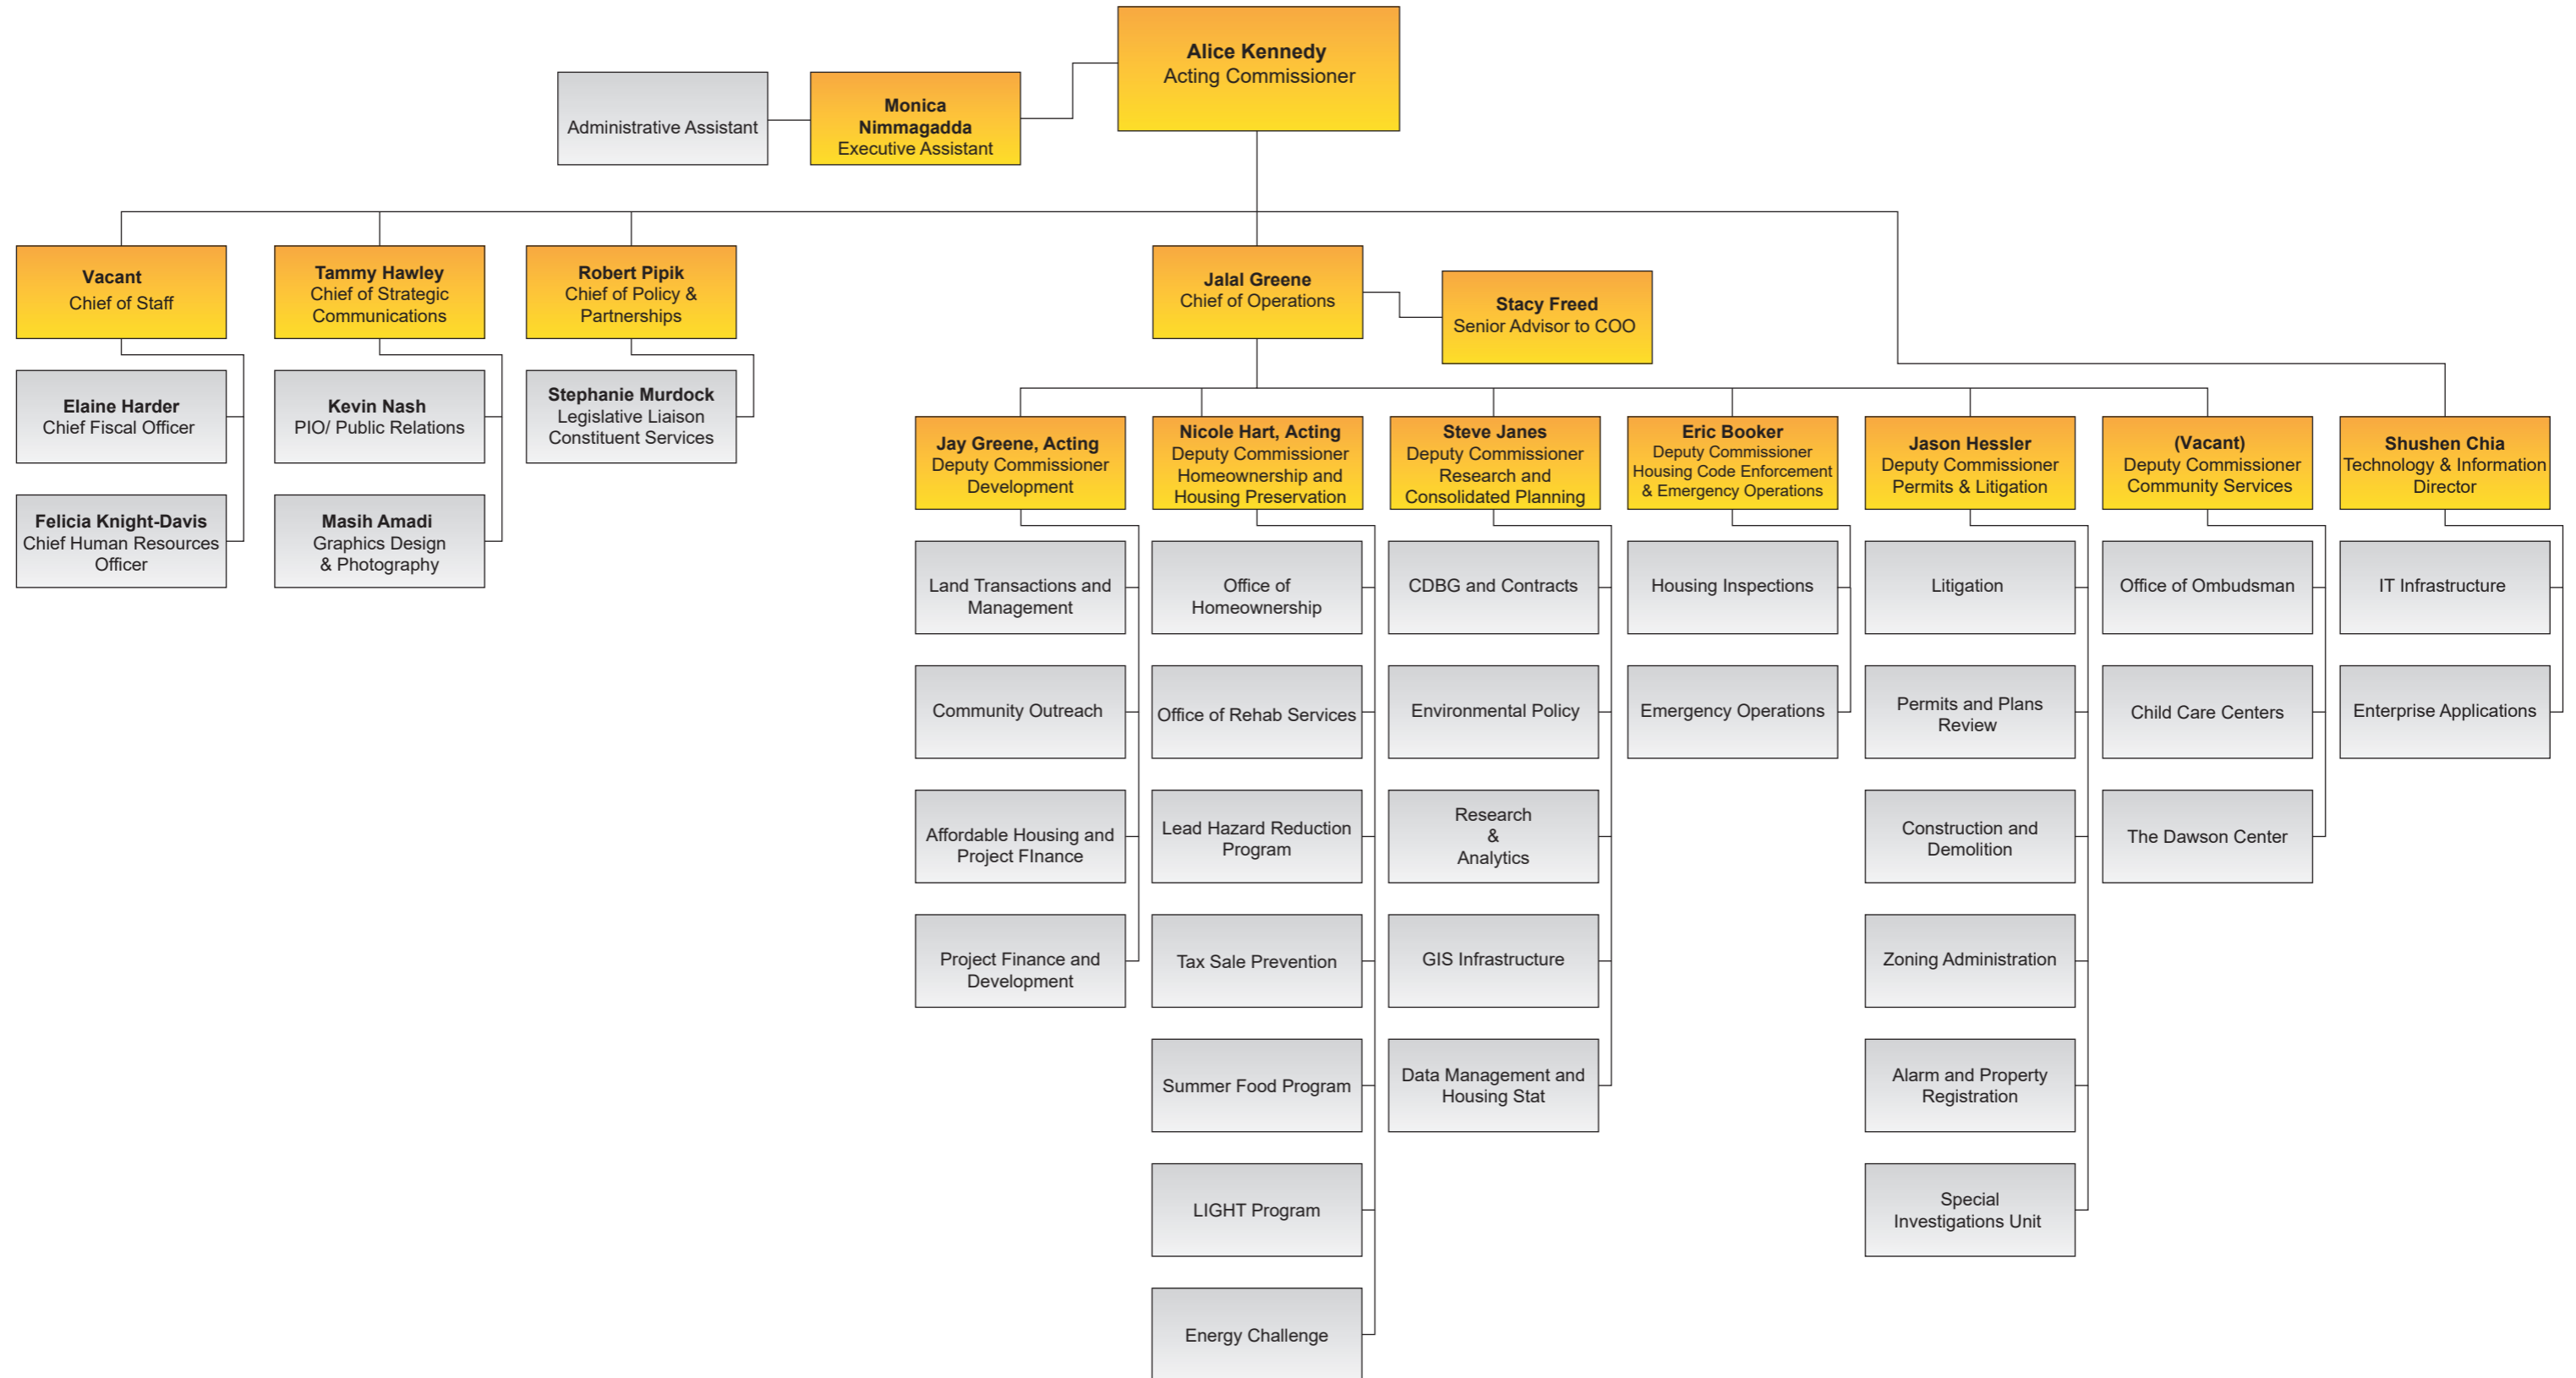 Alice Kennedy
Acting Commissioner
Administrative Assistant
Monica
Nimmagadda
Executive Assistant
Vacant
Chief of Staff
Tammy Hawley
Chief of Strategic
Communications
Robert Pipik
Chief of Policy &
Partnerships
Jalal Greene
Chief of Operations
Stacy Freed
Senior Advisor to COO
Elaine Harder
Chief Fiscal Officer
Kevin Nash
PIO/ Public Relations
Stephanie Murdock
Legislative Liaison
Constituent Services
Felicia Knight-Davis
Chief Human Resources
Officer
Masih Amadi
Graphics Design
& Photography
Jay Greene, Acting
Deputy Commissioner
Development
Nicole Hart, Acting
Deputy Commissioner
Homeownership and
Housing Preservation
Steve Janes
Deputy Commissioner
Research and
Consolidated Planning
Eric Booker
Deputy Commissioner
Housing Code Enforcement
& Emergency Operations
Jason Hessler
Deputy Commissioner
Permits & Litigation
(Vacant)
Deputy Commissioner
Community Services
Shushen Chia
Technology & Information
Director
Land Transactions and
Management
Office of
Homeownership
CDBG and Contracts
Housing Inspections
Litigation
Office of Ombudsman
IT Infrastructure
Community Outreach
Office of Rehab Services
Environmental Policy
Emergency Operations
Permits and Plans
Review
Child Care Centers
Enterprise Applications
Affordable Housing and
Project FInance
Lead Hazard Reduction
Program
Research
&
Analytics
Construction and
Demolition
The Dawson Center
Project Finance and
Development
Tax Sale Prevention
GIS Infrastructure
Zoning Administration
Summer Food Program
Data Management and
Housing Stat
Alarm and Property
Registration
LIGHT Program
Special
Investigations Unit
Energy Challenge